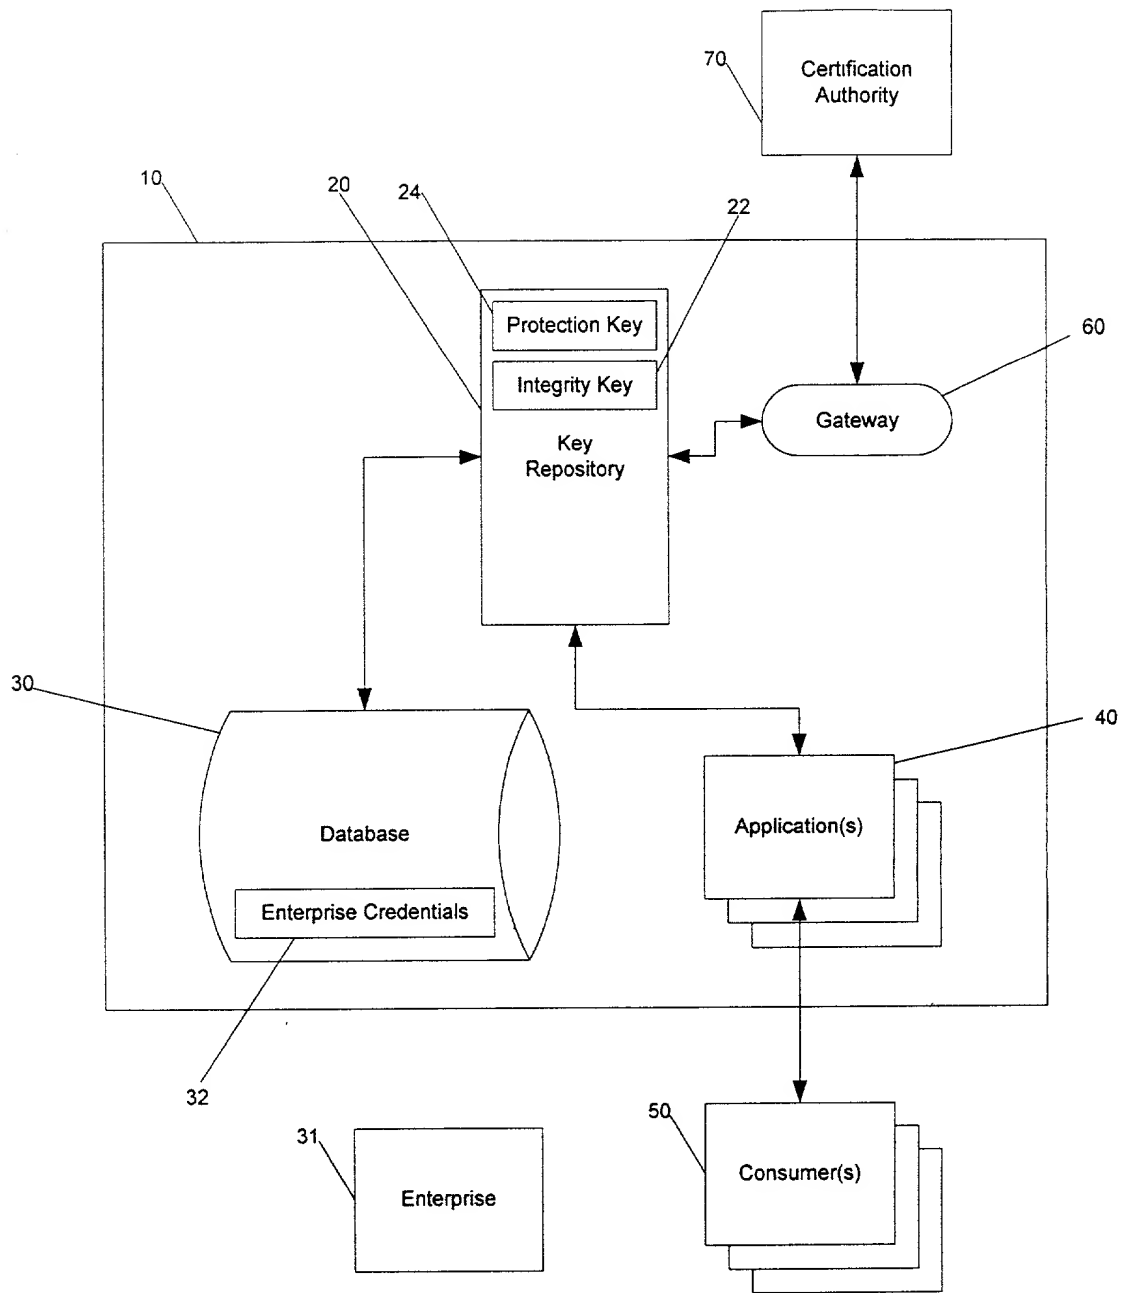 70
Certification
Authority
10
20
24
22
Protection Key
60
Integrity Key
Gateway
Key
Repository
30
40
Database
Application(s)
Enterprise Credentials
32
31
50
Enterprise
Consumer(s)